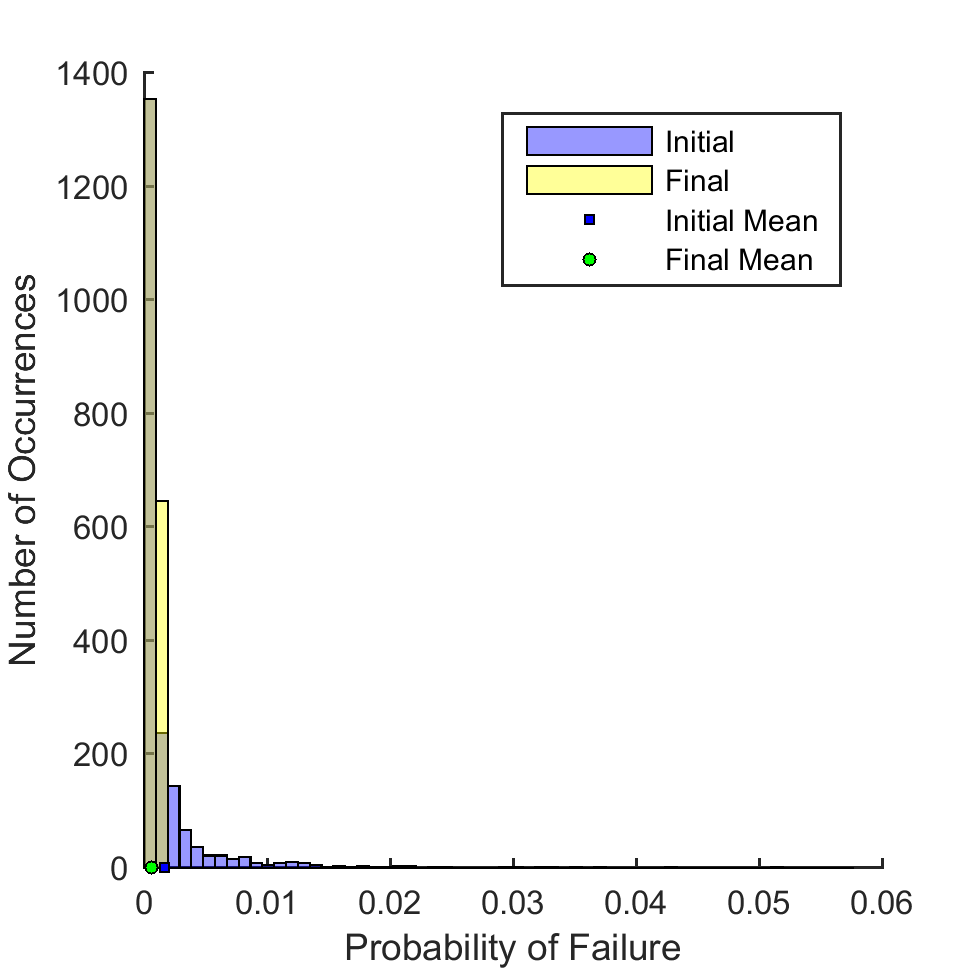 1400
1200
1000
800
600
400
200
0
Number of Occurrences
Initial
Final
Initial Mean
Final Mean
0 0.01 0.02 0.03 0.04 0.05 0.06
Probability of Failure